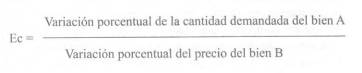 Variación porcentual de la cantidad demandada del bien A
Ec =
Variación porcentual del precio del bien B